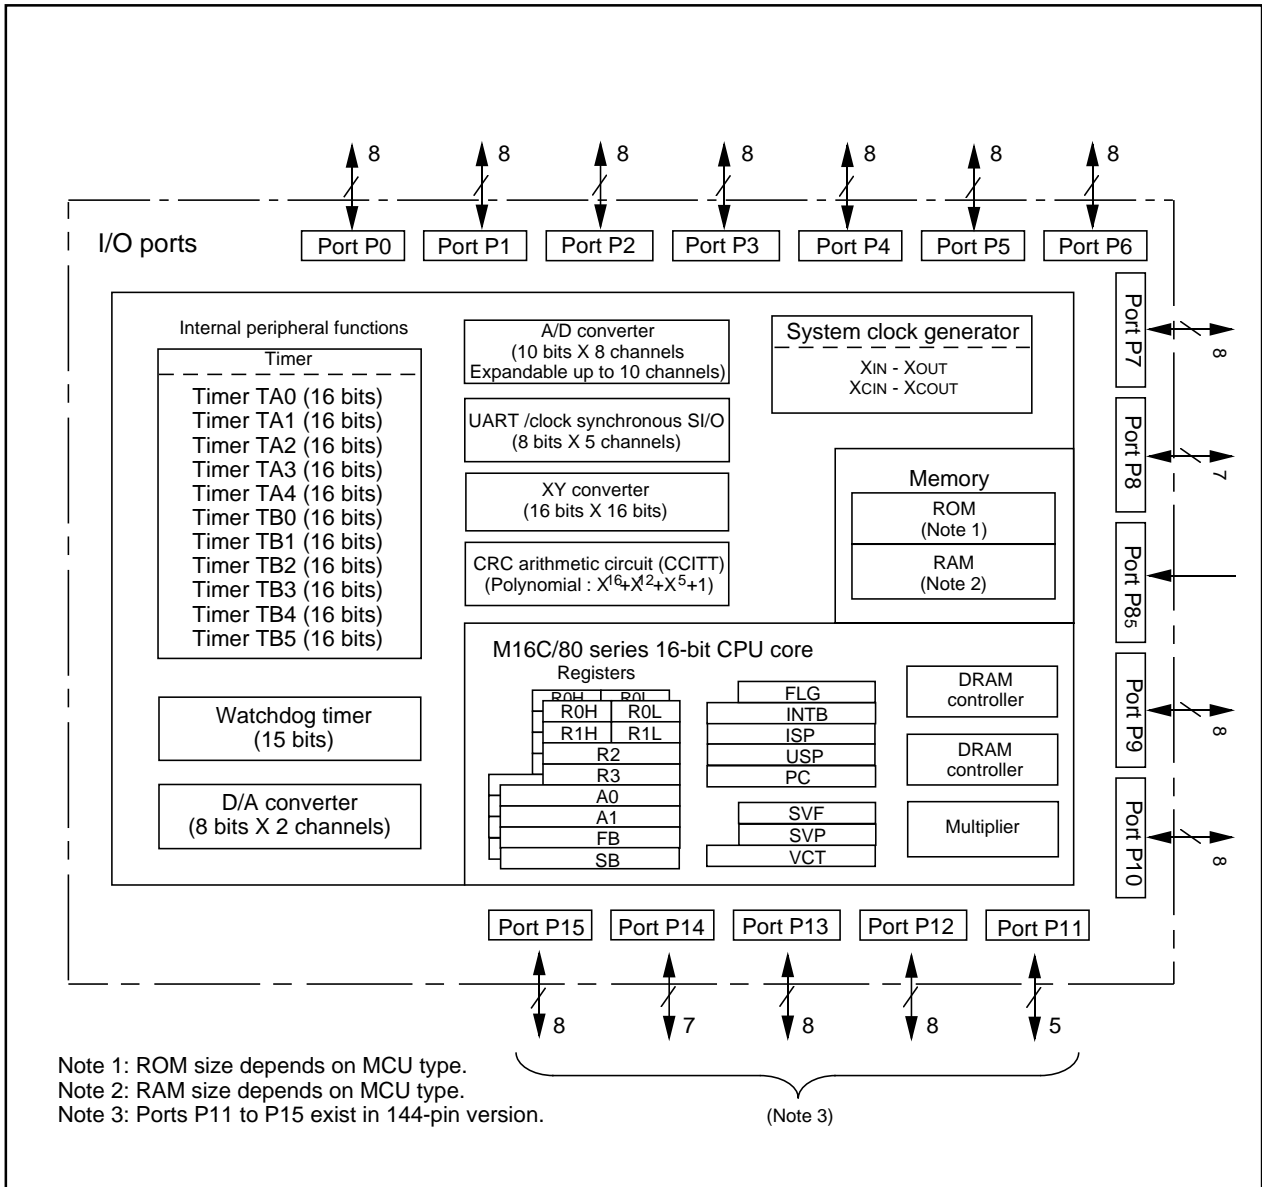 8 8 8 8 8 8 8
I/O ports
Port P0 Port P1 Port P2 Port P3 Port P4 Port P5 Port P6
Port P7
8
Port P8
7
Port P85
Port P9
8
Port P10
8
Internal peripheral functions
Timer
Timer TA0 (16 bits)
Timer TA1 (16 bits)
Timer TA2 (16 bits)
Timer TA3 (16 bits)
Timer TA4 (16 bits)
Timer TB0 (16 bits)
Timer TB1 (16 bits)
Timer TB2 (16 bits)
Timer TB3 (16 bits)
Timer TB4 (16 bits)
Timer TB5 (16 bits)
Watchdog timer
(15 bits)
D/A converter
(8 bits X 2 channels)
A/D converter
(10 bits X 8 channels
Expandable up to 10 channels)
UART /clock synchronous SI/O
(8 bits X 5 channels)
XY converter
(16 bits X 16 bits)
CRC arithmetic circuit (CCITT)
(Polynomial : X16+X12+X5+1)
System clock generator
XIN - XOUT
XCIN - XCOUT
Memory
ROM
(Note 1)
RAM
(Note 2)
M16C/80 series 16-bit CPU core
Registers
R0H R0L
R0H R0L
R1H R1L
R2
R3
A0
A1
FB
SB
FLG
INTB
ISP
USP
PC
SVF
SVP
VCT
DRAM
controller
DRAM
controller
Multiplier
Port P15 Port P14 Port P13 Port P12 Port P11
8 7 8 8 5
(Note 3)
Note 1: ROM size depends on MCU type.
Note 2: RAM size depends on MCU type.
Note 3: Ports P11 to P15 exist in 144-pin version.